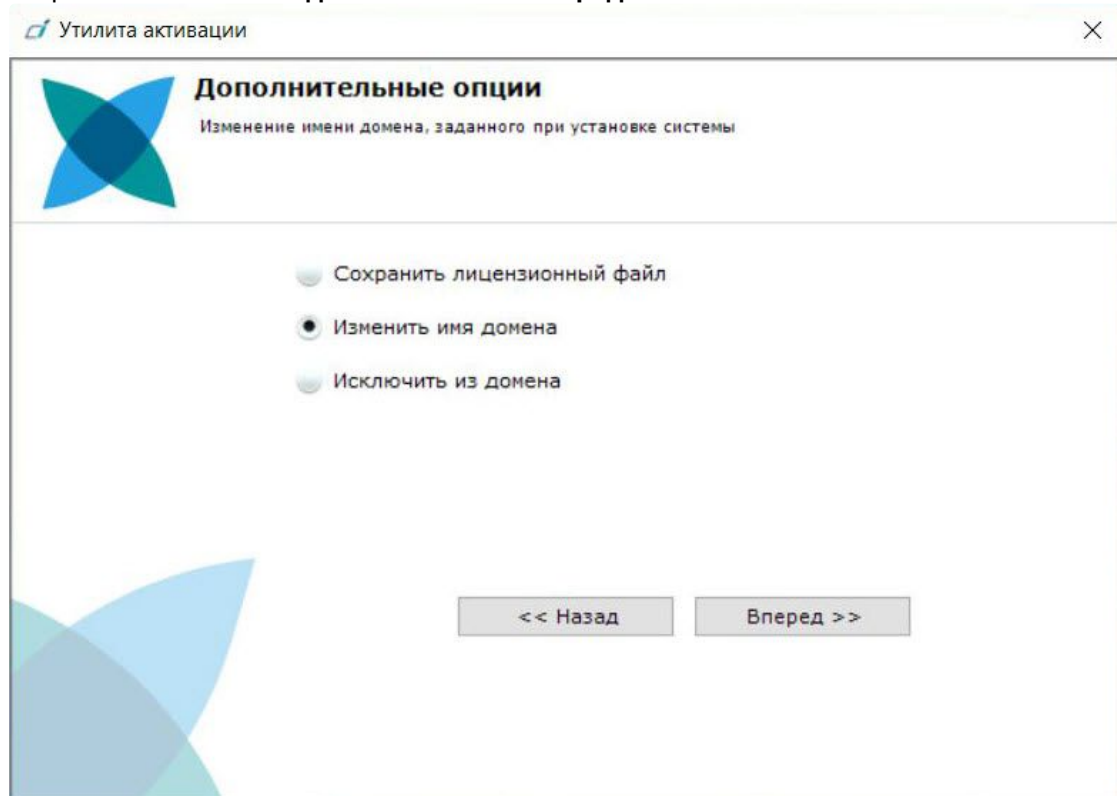 Утилита активации
Дополнительные опции
Изменение имени домена, заданного при установке системы
Сохранить лицензионный файл
Изменить имя домена
Исключить из домена
<< Назад
Вперед >>